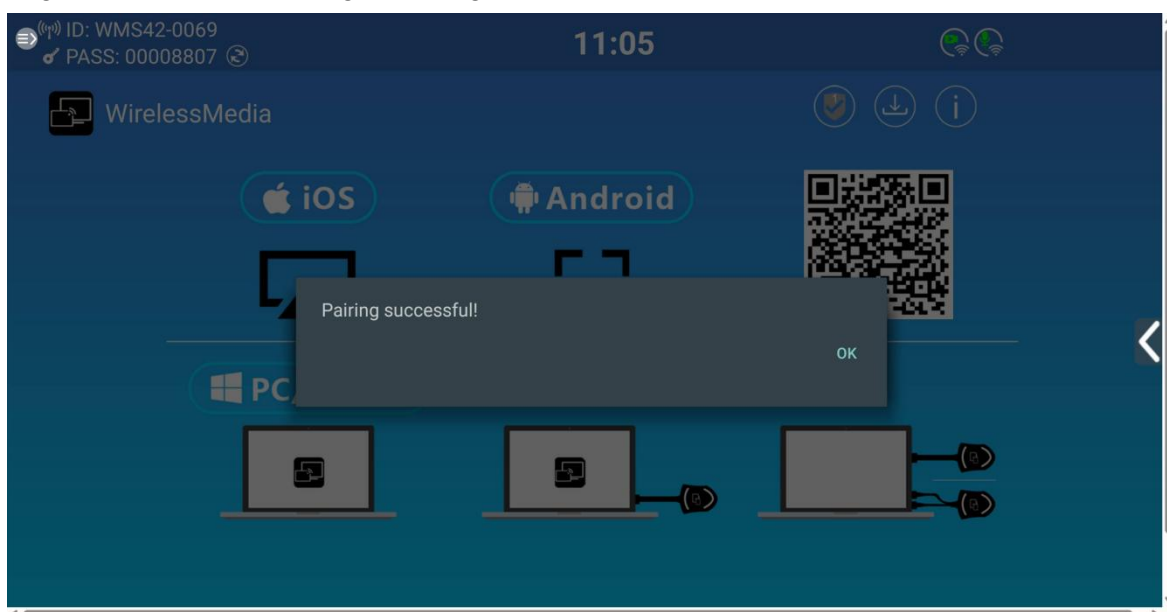 ID: WMS42-0069
PASS: 00008807
11:05
WirelessMedia
iOS
Android
Pairing successful!
OK
PC